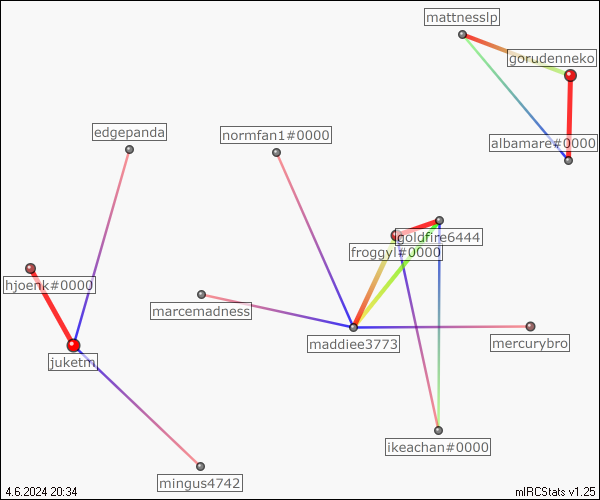 mattnesslp
gorudenneko
edgepanda
normfan1#0000
albamare#0000
goldfire6444
froggyl#0000
hjoenk#0000
marcemadness
maddiee3773
mercurybro
juketm
ikeachan#0000
mingus4742
4.6.2024 20:34
mIRCStats v1.25